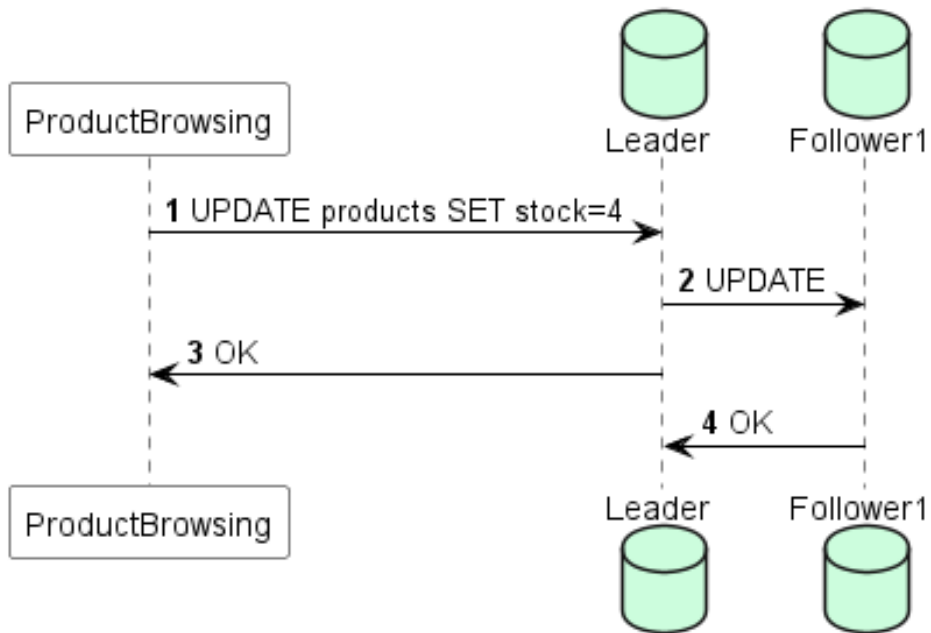 Leader Follower1
ProductBrowsing
1 UPDATE products SET stock=4
2 UPDATE
3 OK
4 OK
ProductBrowsing
Leader Follower1